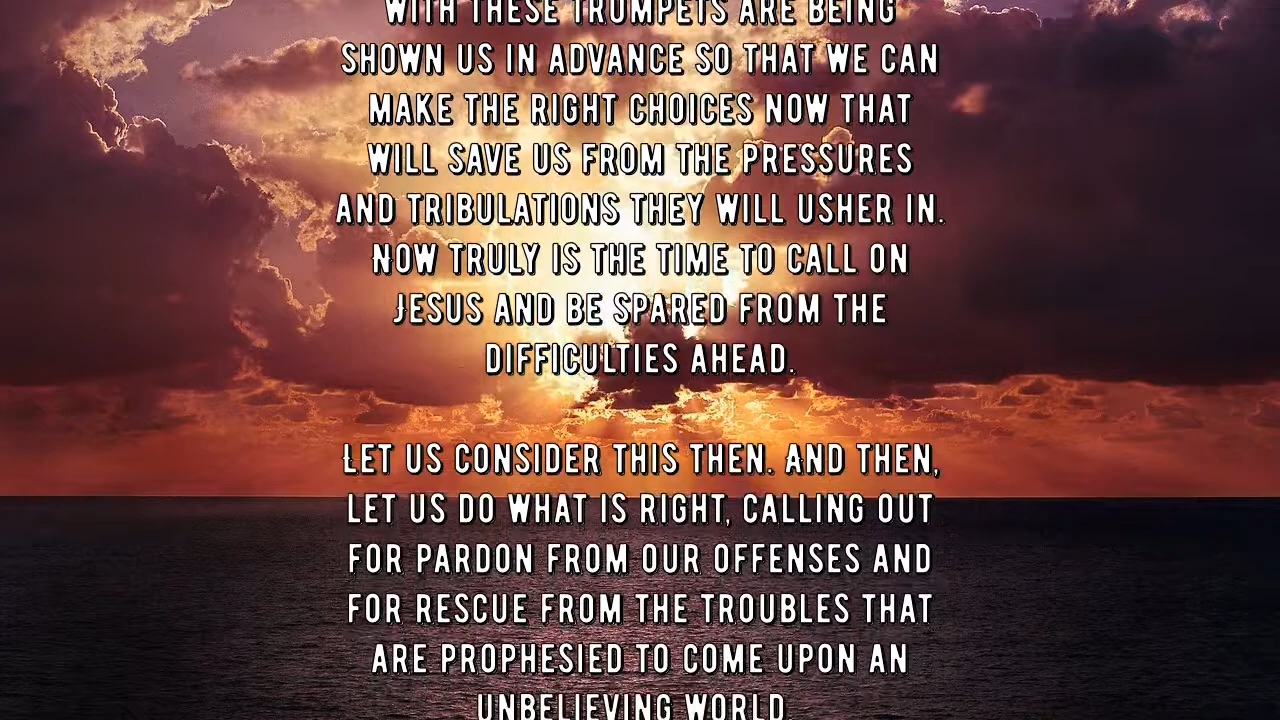 WITH THESE TRUMPETS ARE BEING
SHOWN US IN ADVANCE SO THAT WE CAN
MAKE THE RIGHT CHOICES NOW THAT
WILL SAVE US FROM THE PRESSURES
AND TRIBULATIONS THEY WILL USHER IN.
NOW TRULY IS THE TIME TO CALL ON
JESUS AND BE SPARED FROM THE
DIFFICULTIES AHEAD.
LET US CONSIDER THIS THEN. AND THEN,
LET US DO WHAT IS RIGHT, CALLING OUT
FOR PARDON FROM OUR OFFENSES AND
FOR RESCUE FROM THE TROUBLES THAT
ARE PROPHESIED TO COME UPON AN
UNBELIEVING WORLD.